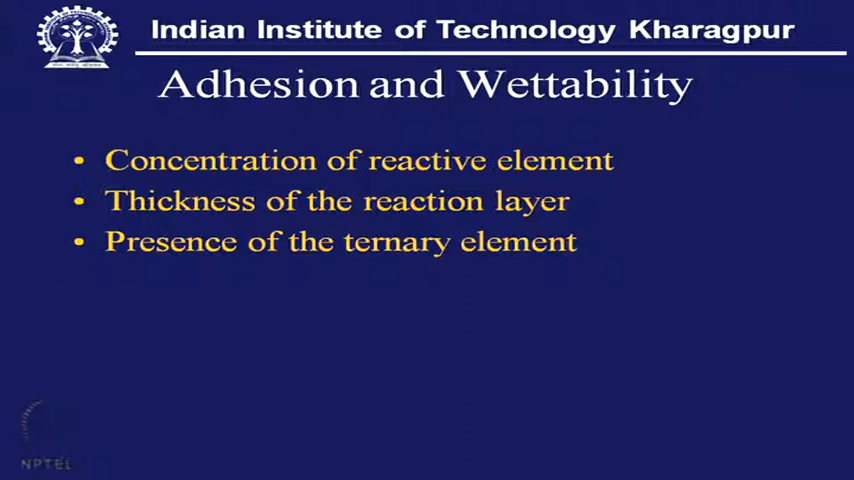 Indian Institute of Technology Kharagpur
Adhesion and Wettability
• Concentration of reactive element
• Thickness of the reaction layer
• Presence of the ternary element
NPTEL